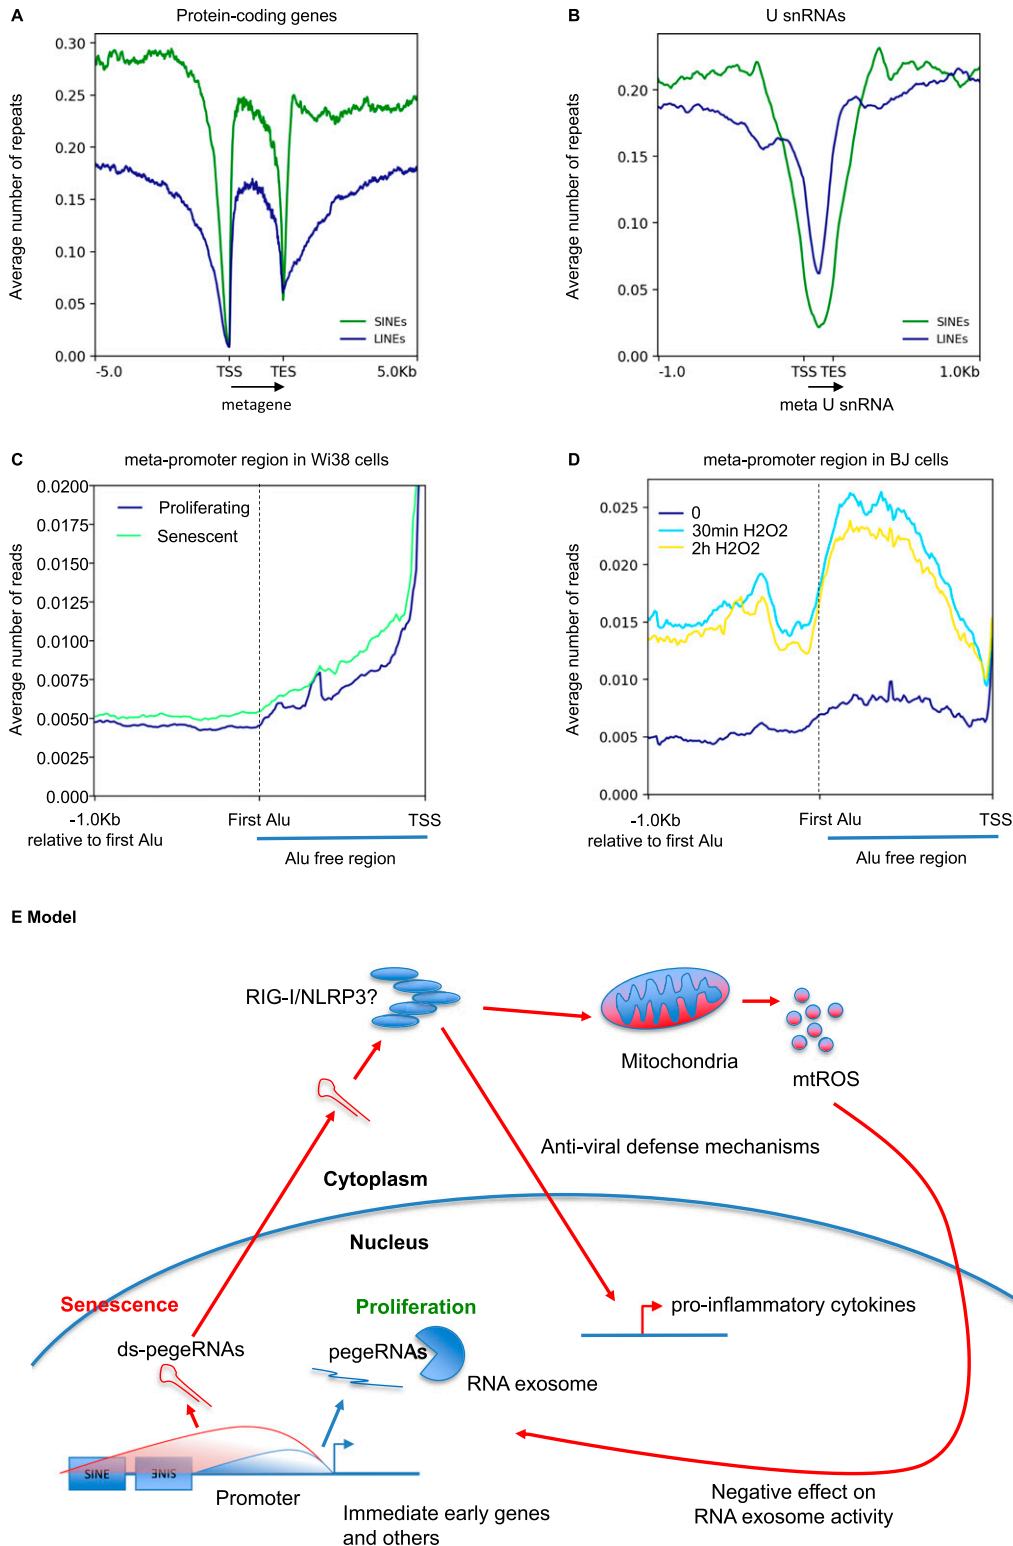 A
Protein-coding genes
Average number of repeats
0.30
0.25
0.20
0.15
0.10
0.05
0.00
SINEs
LINEs
-5.0
TSS
TES
5.0Kb
metagene
B
U snRNAs
Average number of repeats
0.20
0.15
0.10
0.05
0.00
SINEs
LINEs
-1.0
TSS
TES
1.0Kb
meta U snRNA
C
meta-promoter region in Wi38 cells
Average number of reads
0.0200
0.0175
0.0150
0.0125
0.0100
0.0075
0.0050
0.0025
0.000
Proliferating
Senescent
-1.0Kb
relative to first Alu
First Alu
TSS
Alu free region
D
meta-promoter region in BJ cells
Average number of reads
0.025
0.020
0.015
0.010
0.005
0.000
0
30min H2O2
2h H2O2
-1.0Kb
relative to first Alu
First Alu
TSS
Alu free region
E Model
RIG-I/NLRP3?
Mitochondria
mtROS
Anti-viral defense mechanisms
Cytoplasm
Nucleus
Senescence
Proliferation
pro-inflammatory cytokines
ds-pegeRNAs
pegeRNAs
RNA exosome
SINE
SINE
Promoter
Immediate early genes
and others
Negative effect on
RNA exosome activity